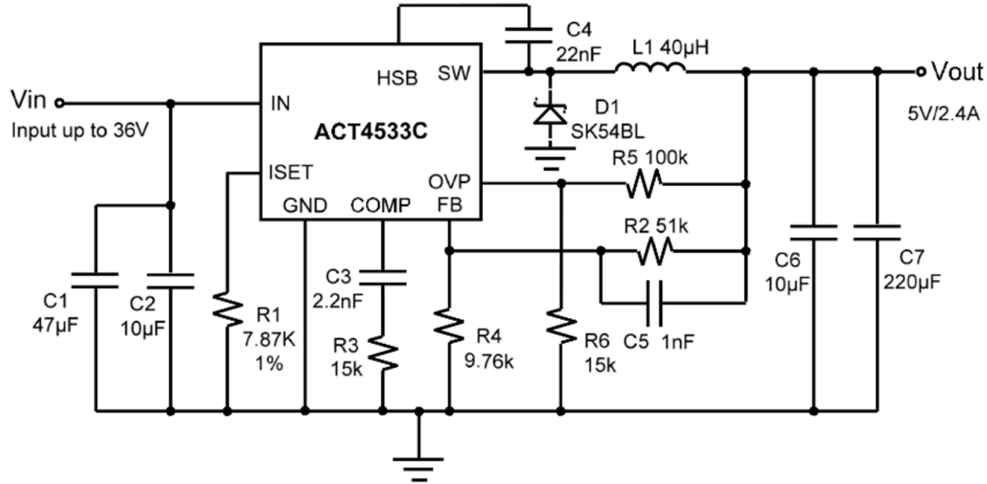 C4
22nF
L1 40µH
HSB
SW
Vout
Vin
IN
D1
Input up to 36V
ACT4533C
SK54BL
5V/2.4A
R5 100k
ISET
OVP
GND
COMP
FB
R2 51k
C3
2.2nF
C6
10µF
C7
220µF
C1
47µF
C2
10µF
R1
7.87K
1%
R3
15k
R4
9.76k
R6
15k
C5 1nF